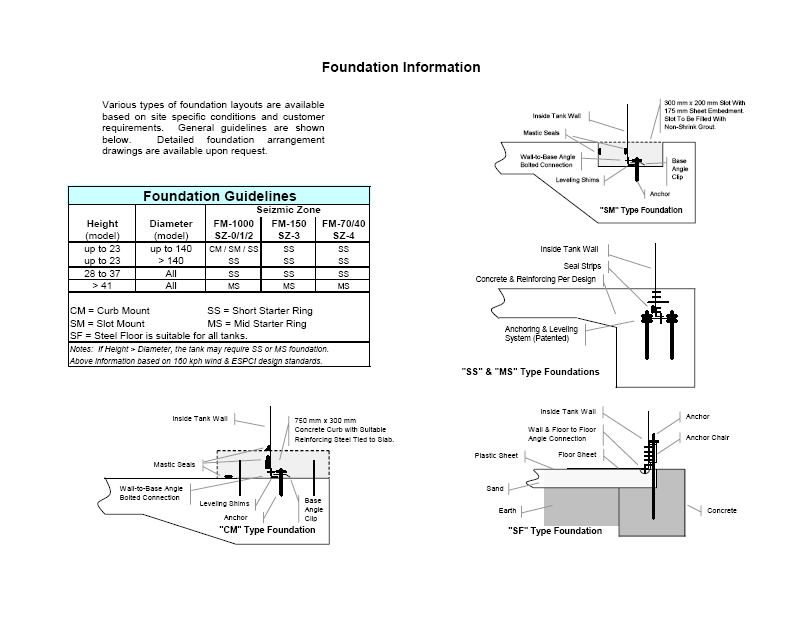 Foundation Information
Various types of foundation layouts are available
based on site specific conditions and customer
requirements. General guidelines are shown
below. Detailed foundation arrangement
drawings are available upon request.
Foundation Guidelines
Seizmic Zone
Height Diameter FM-1000 FM-150 FM-70/40
(model) (model) SZ-0/1/2 SZ-3 SZ-4
up to 23 up to 140 CM / SM / SS SS SS
up to 23 > 140 SS SS SS
28 to 37 All SS SS SS
> 41 All MS MS MS
CM = Curb Mount SS = Short Starter Ring
SM = Slot Mount MS = Mid Starter Ring
SF = Steel Floor is suitable for all tanks.
Notes: If Height > Diameter, the tank may require SS or MS foundation.
Above information based on 160 kph wind & ESPCI design standards.
300 mm x 200 mm Slot With
175 mm Sheet Embedment.
Slot To Be Filled With
Non-Shrink Grout.
Inside Tank Wall
Mastic Seals
Wall-to-Base Angle
Bolted Connection
Leveling Shims
Base
Angle
Clip
Anchor
"SM" Type Foundation
Inside Tank Wall
Seal Strips
Concrete & Reinforcing Per Design
Anchoring & Leveling
System (Patented)
"SS" & "MS" Type Foundations
Inside Tank Wall
750 mm x 300 mm
Concrete Curb with Suitable
Reinforcing Steel Tied to Slab.
Mastic Seals
Wall-to-Base Angle
Bolted Connection
Leveling Shims
Anchor
Base
Angle
Clip
"CM" Type Foundation
Inside Tank Wall
Anchor
Wall & Floor to Floor
Angle Connection
Anchor Chair
Plastic Sheet
Floor Sheet
Sand
Earth
Concrete
"SF" Type Foundation